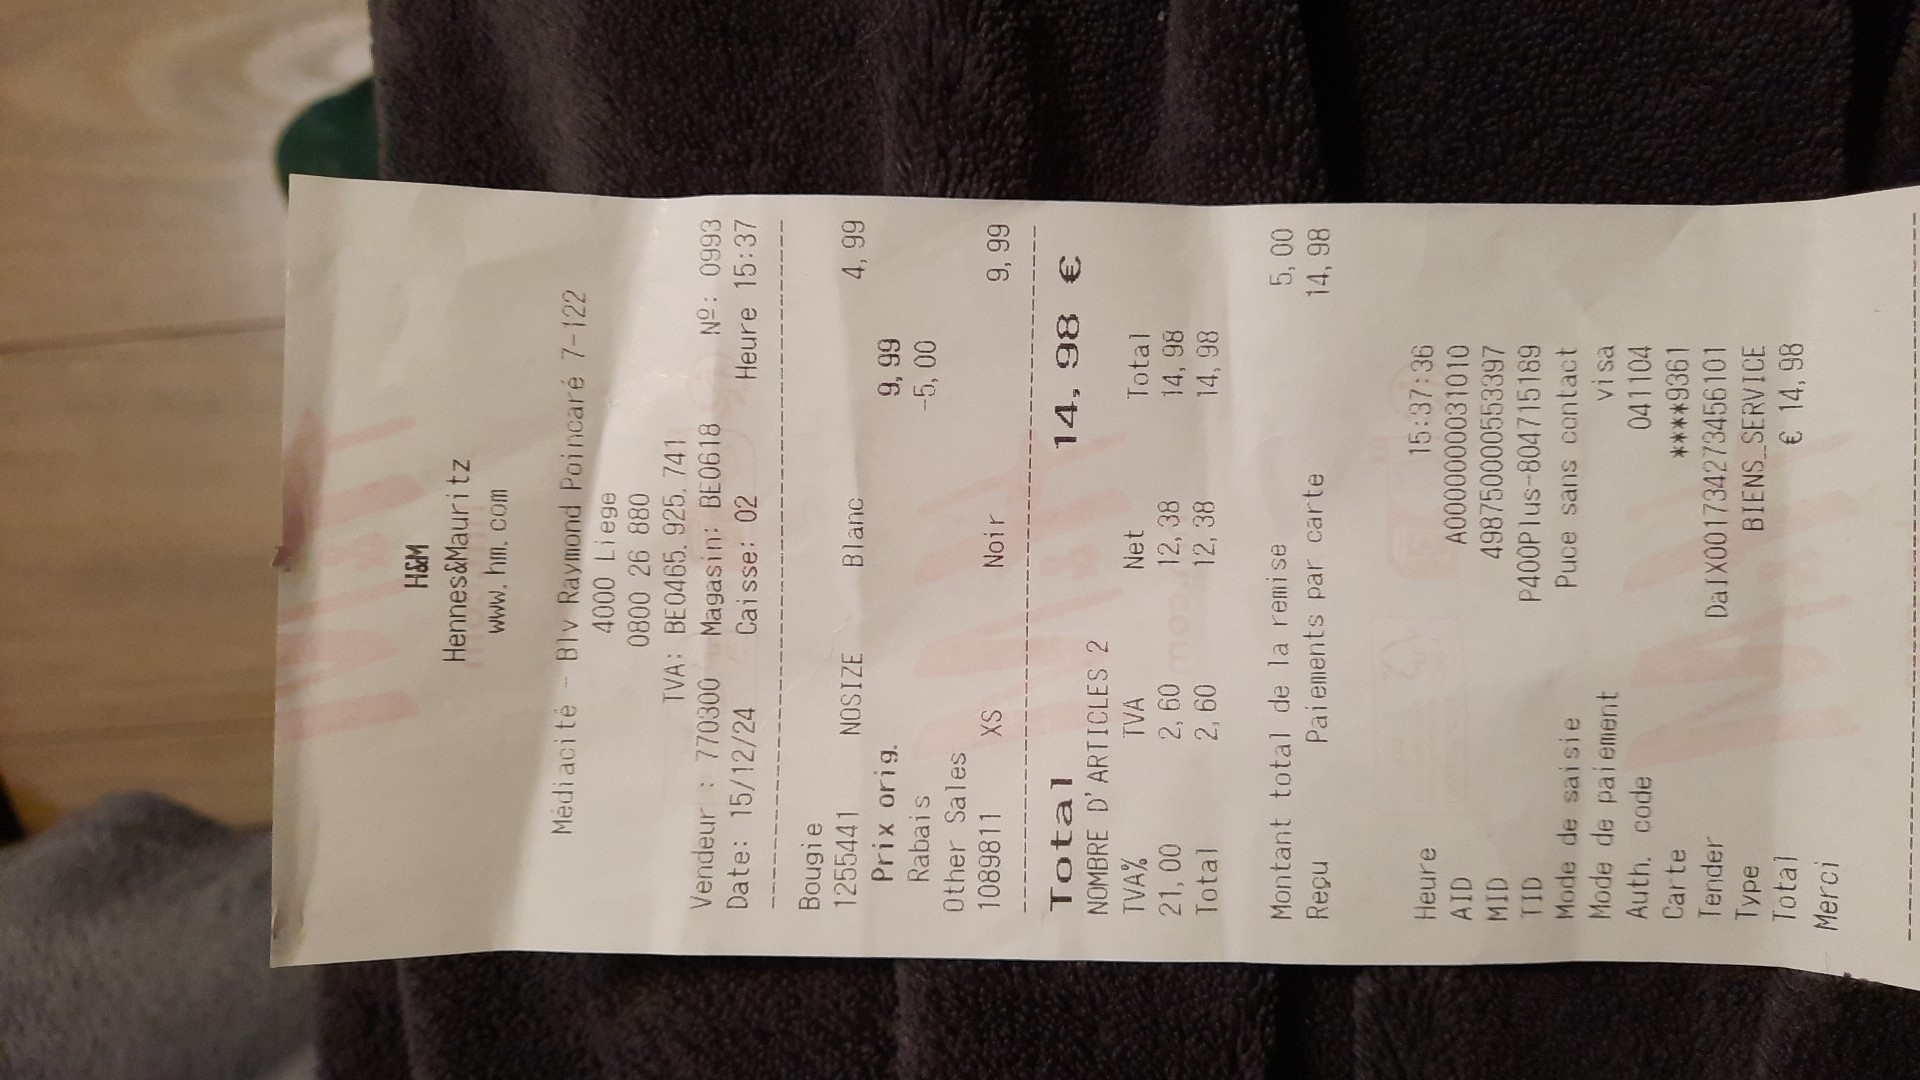 H&M
Hennes&Mauritz
www.hm.com
Médiacité - Blv Raymond Poincaré 7-122
4000 Liege
0800 26 880
TVA: BE0465.925.741
Vendeur : 770300 Magasin: BE0618 Nº: 0993
Date: 15/12/24 Caisse: 02 Heure 15:37
Bougie
1255441 NOSIZE Blanc 4,99
Prix orig. 9,99
Rabais -5,00
Other Sales
1089811 XS Noir 9,99
Total 14,98 €
NOMBRE D'ARTICLES 2
TVA% TVA Net Total
21,00 2,60 12,38 14,98
Total 2,60 12,38 14,98
Montant total de la remise 5,00
Reçu Paiements par carte 14,98
Heure 15:37:36
AID A0000000031010
MID 498750000553397
TID P400Plus-804715189
Mode de saisie Puce sans contact
Mode de paiement visa
Auth. code 041104
Carte ****9361
Tender DalX001734273456101
Type BIENS_SERVICE
Total € 14,98
Merci